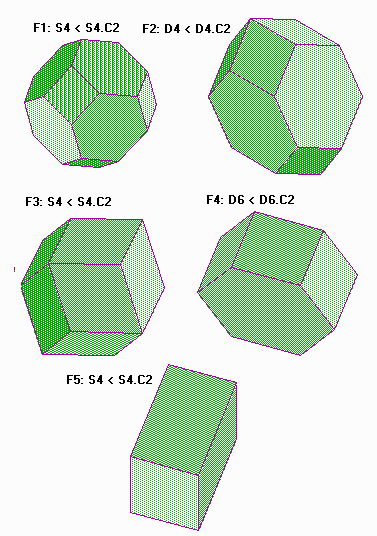 F1: S4 < S4.C2
F2: D4 < D4.C2
F3: S4 < S4.C2
F4: D6 < D6.C2
F5: S4 < S4.C2